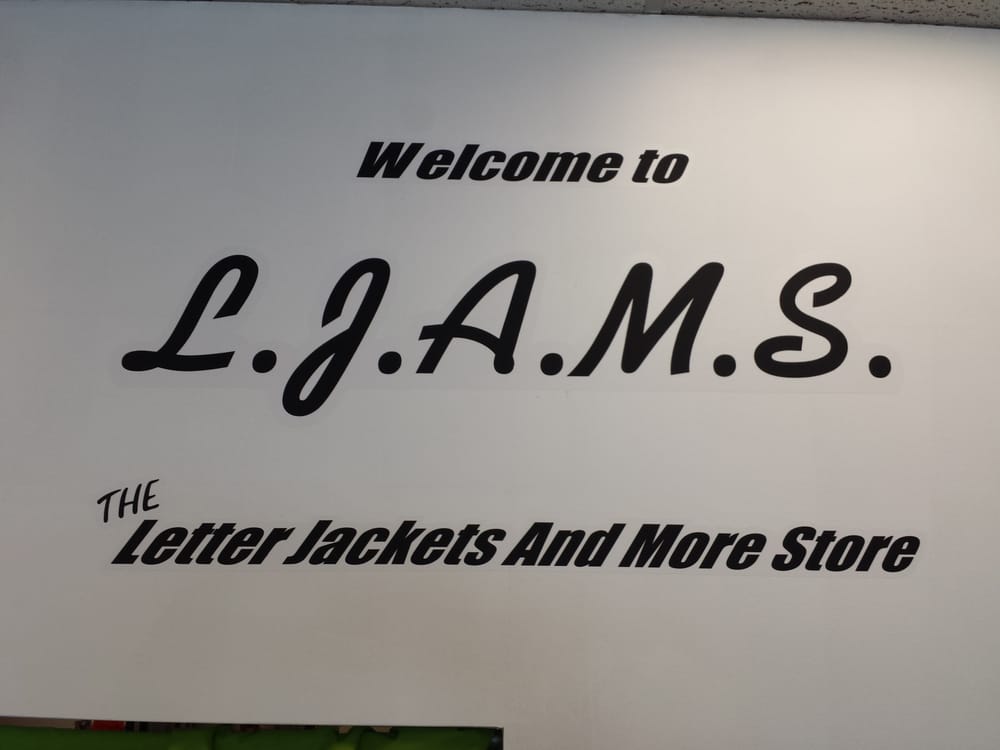 Welcome to
L.J.A.M.S.
THE
Letter Jackets And More Store